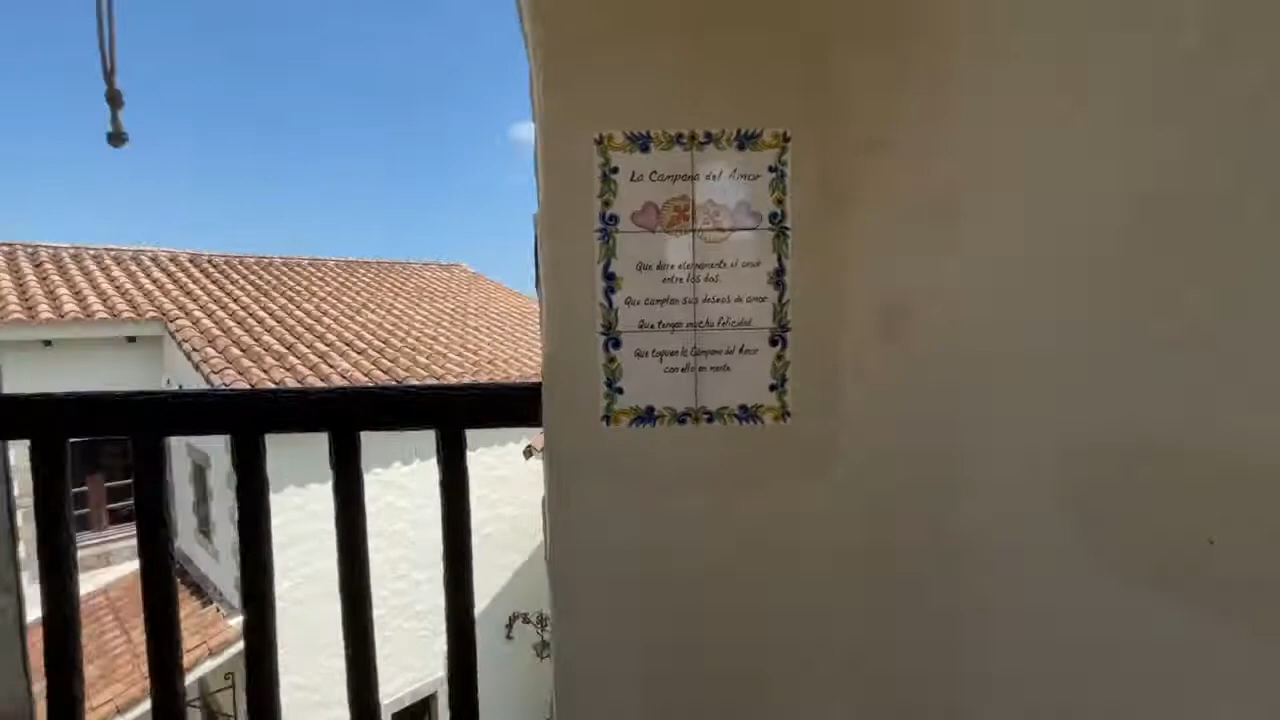 La Campana del Amor
Que dure eternamente el amor
entre los dos.
Que cumplan sus deseos de amor.
Que tengan mucha felicidad.
Que toquen la Campana del Amor
con ello en mente.